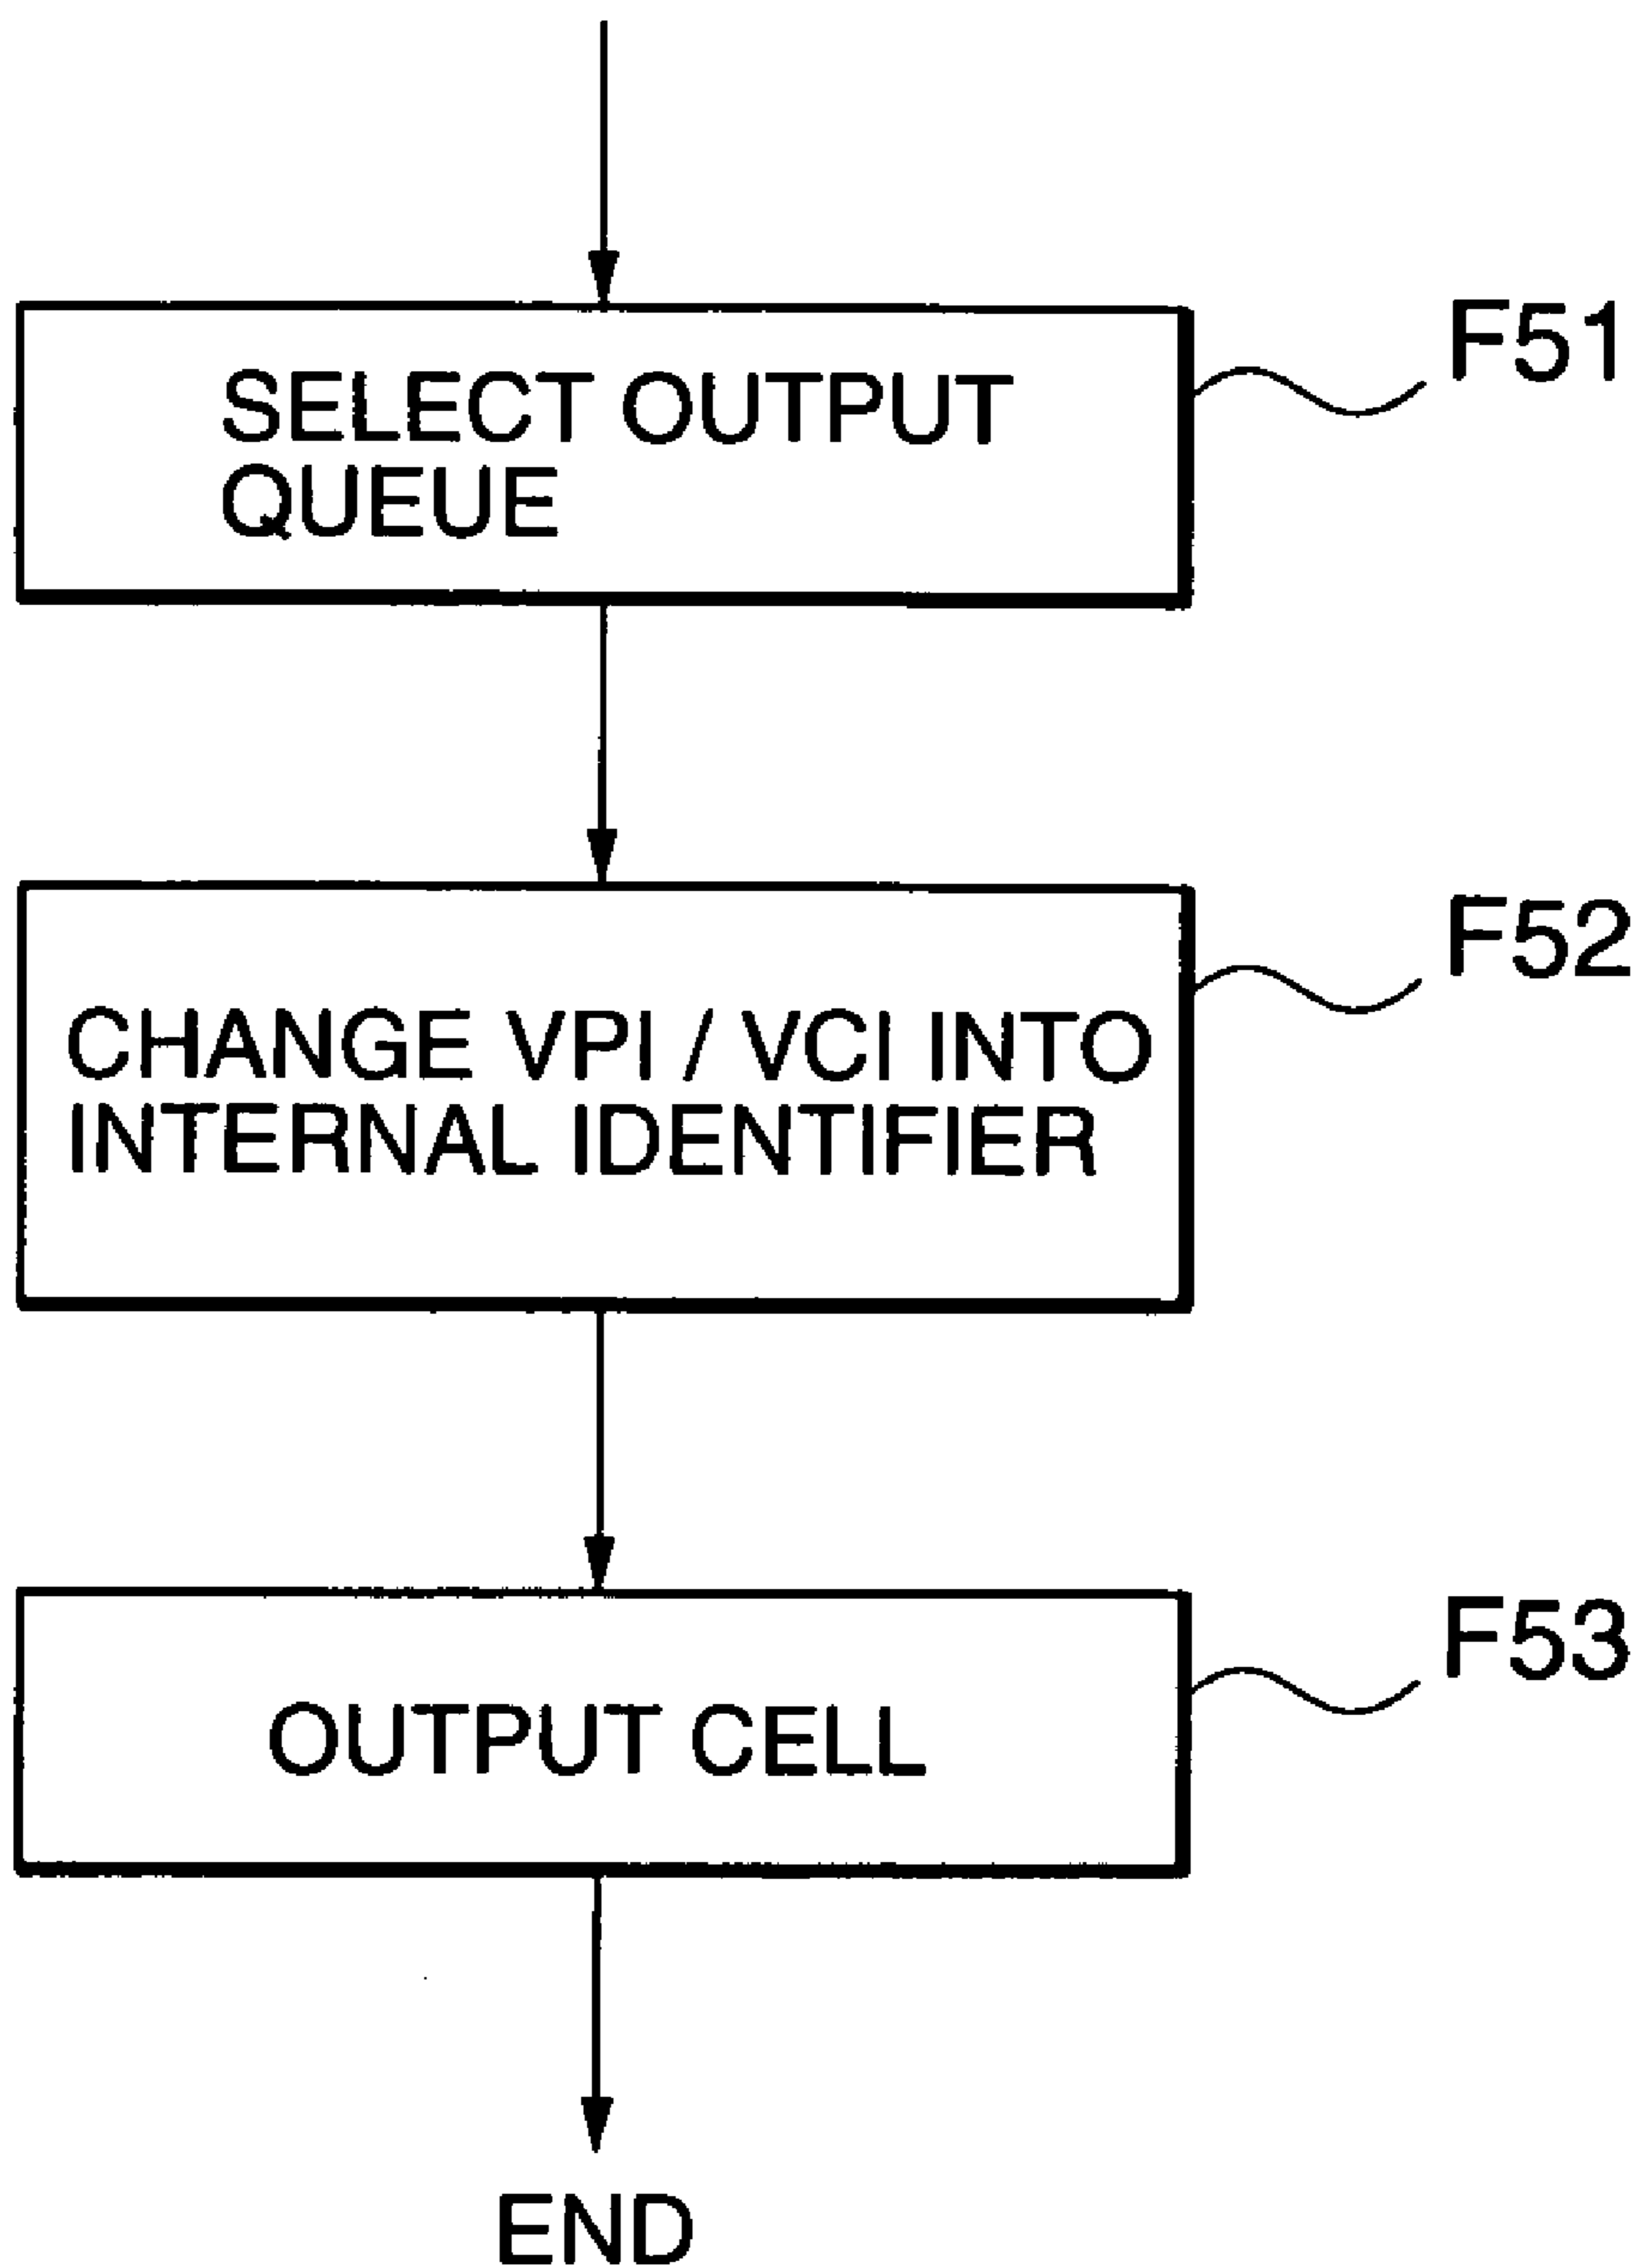 F51
SELECT OUTPUT
QUEUE
F52
CHANGE VPI / VCI INTO
INTERNAL IDENTIFIER
F53
OUTPUT CELL
END